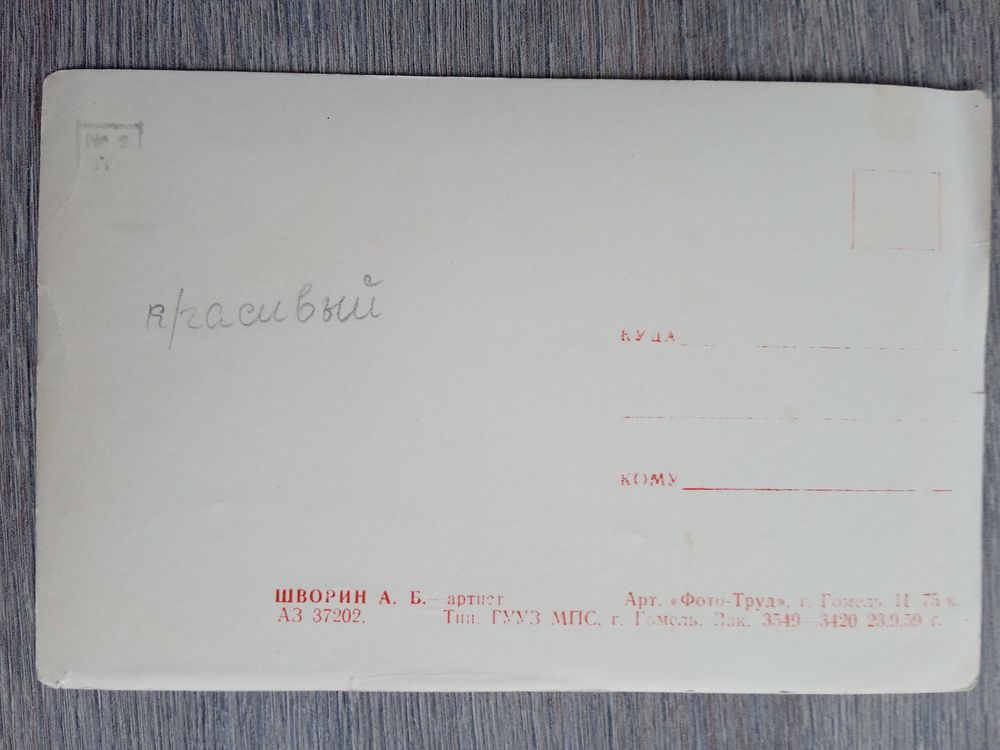 № 2
красивый
КУДА
КОМУ
ШВОРИН А. Б.—артист
Арт. «Фото-Труд», г. Гомель. Ц 75 к.
АЗ 37202.
Тип. ГУУЗ МПС, г. Гомель. Зак. 3549—3420 23.9.59 г.